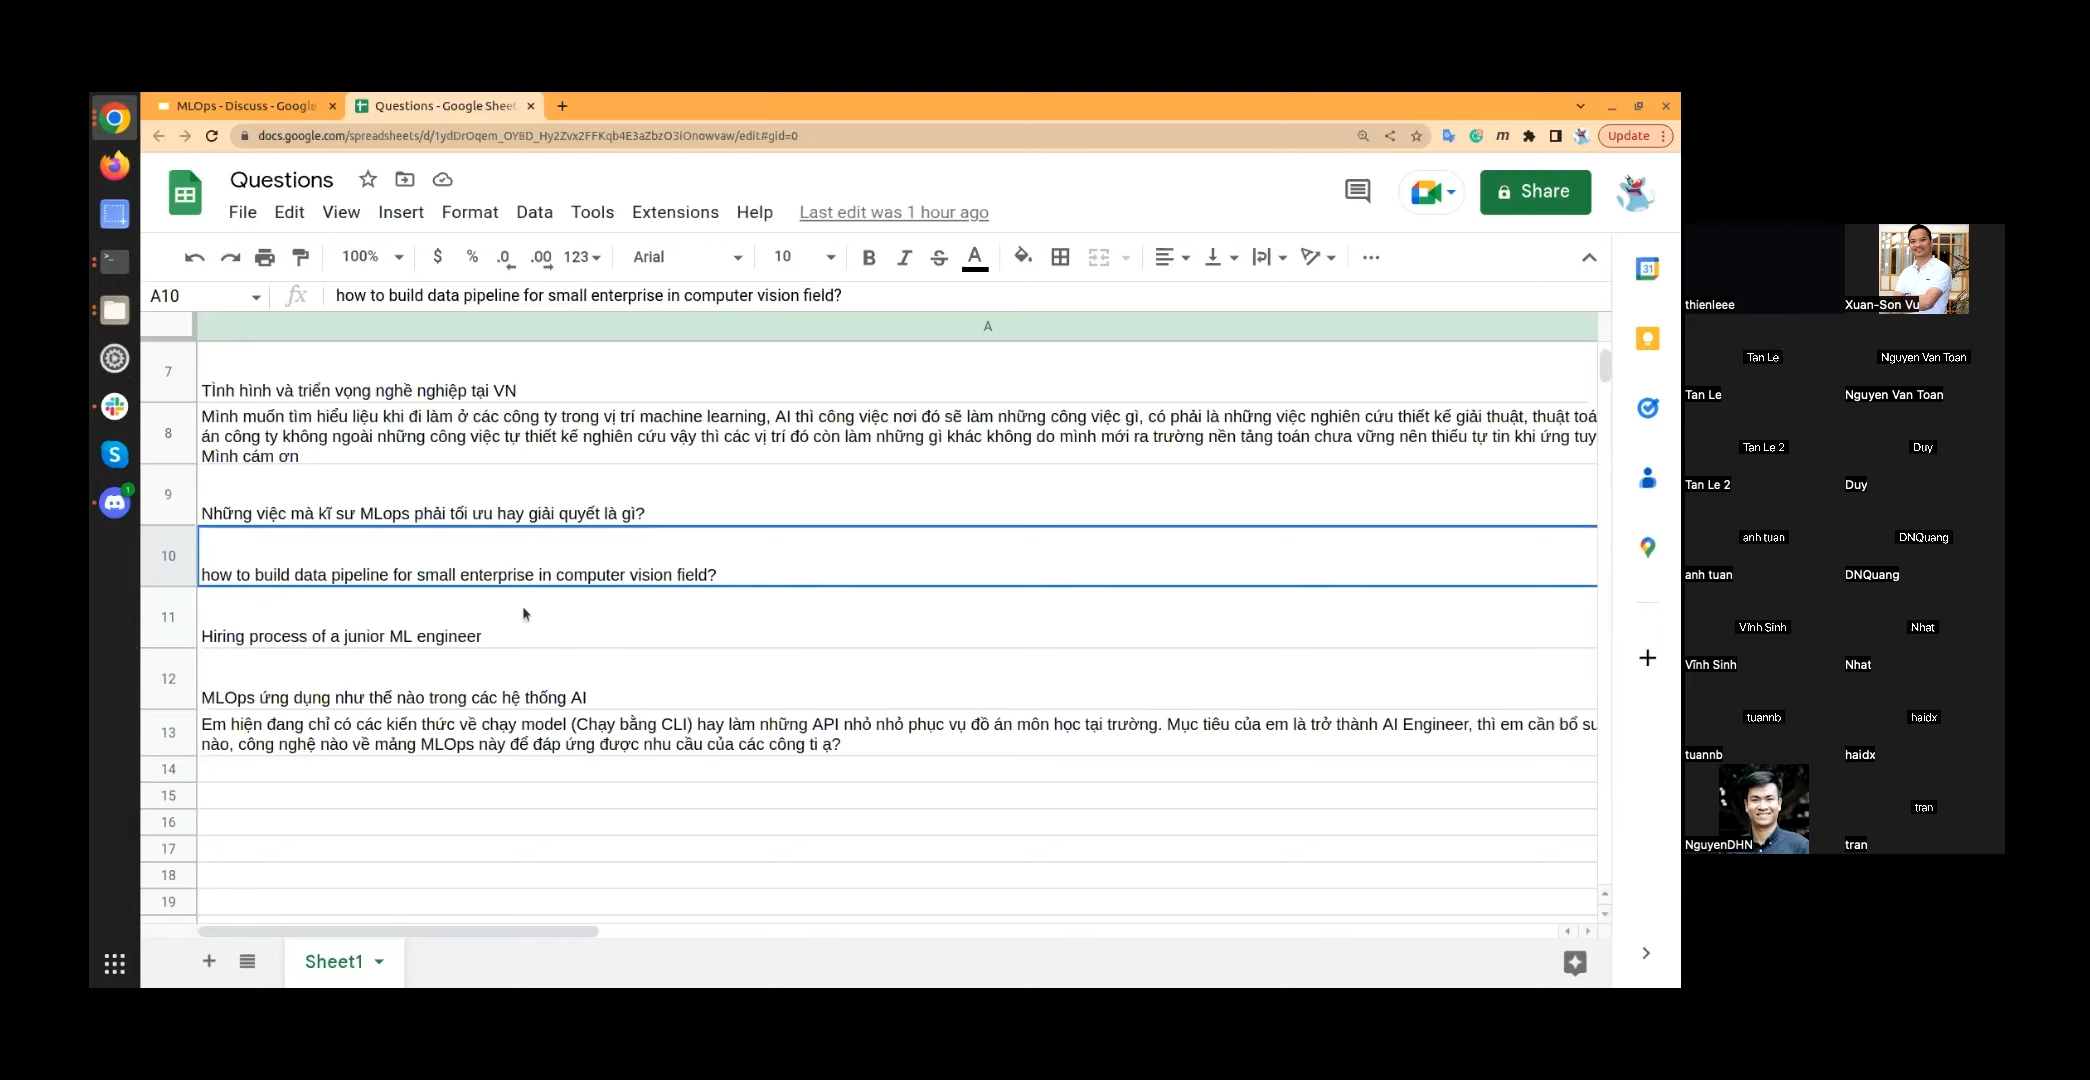 MLOps - Discuss - Google
Questions - Google Sheet
docs.google.com/spreadsheets/d/1ydDrOqem_OY8D_Hy2Zvx2FFKqb4E3aZbzO3iOnowvaw/edit#gid=0
Update
Questions
File Edit View Insert Format Data Tools Extensions Help Last edit was 1 hour ago
Share
100% $ % .0 .00 123 Arial 10 B I S A
31
A10 fx how to build data pipeline for small enterprise in computer vision field?
A
7 Tình hình và triển vọng nghề nghiệp tại VN
8 Mình muốn tìm hiểu liệu khi đi làm ở các công ty trong vị trí machine learning, AI thì công việc nơi đó sẽ làm những công việc gì, có phải là những việc nghiên cứu thiết kế giải thuật, thuật toá
án công ty không ngoài những công việc tự thiết kế nghiên cứu vậy thì các vị trí đó còn làm những gì khác không do mình mới ra trường nền tảng toán chưa vững nên thiếu tự tin khi ứng tuy
Mình cám ơn
9 Những việc mà kĩ sư MLops phải tối ưu hay giải quyết là gì?
10 how to build data pipeline for small enterprise in computer vision field?
11 Hiring process of a junior ML engineer
12 MLOps ứng dụng như thế nào trong các hệ thống AI
13 Em hiện đang chỉ có các kiến thức về chạy model (Chạy bằng CLI) hay làm những API nhỏ nhỏ phục vụ đồ án môn học tại trường. Mục tiêu của em là trở thành AI Engineer, thì em cần bổ su
nào, công nghệ nào về mảng MLOps này để đáp ứng được nhu cầu của các công ti ạ?
14
15
16
17
18
19
Sheet1
thienleee
Xuan-Son Vu
Tan Le
Nguyen Van Toan
Tan Le
Nguyen Van Toan
Tan Le 2
Duy
Tan Le 2
Duy
anh tuan
DNQuang
anh tuan
DNQuang
Vĩnh Sinh
Nhat
Vĩnh Sinh
Nhat
tuannb
haidx
tuannb
haidx
tran
NguyenDHN
tran